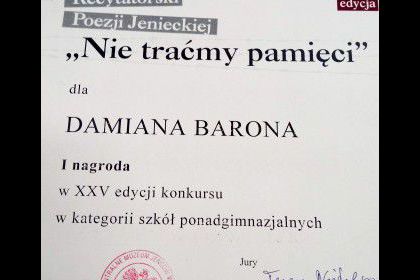 Recytatorski
edycja
Poezji Jenieckiej
„Nie traćmy pamięci”
dla
DAMIANA BARONA
I nagroda
w XXV edycji konkursu
w kategorii szkół ponadgimnazjalnych
Jury